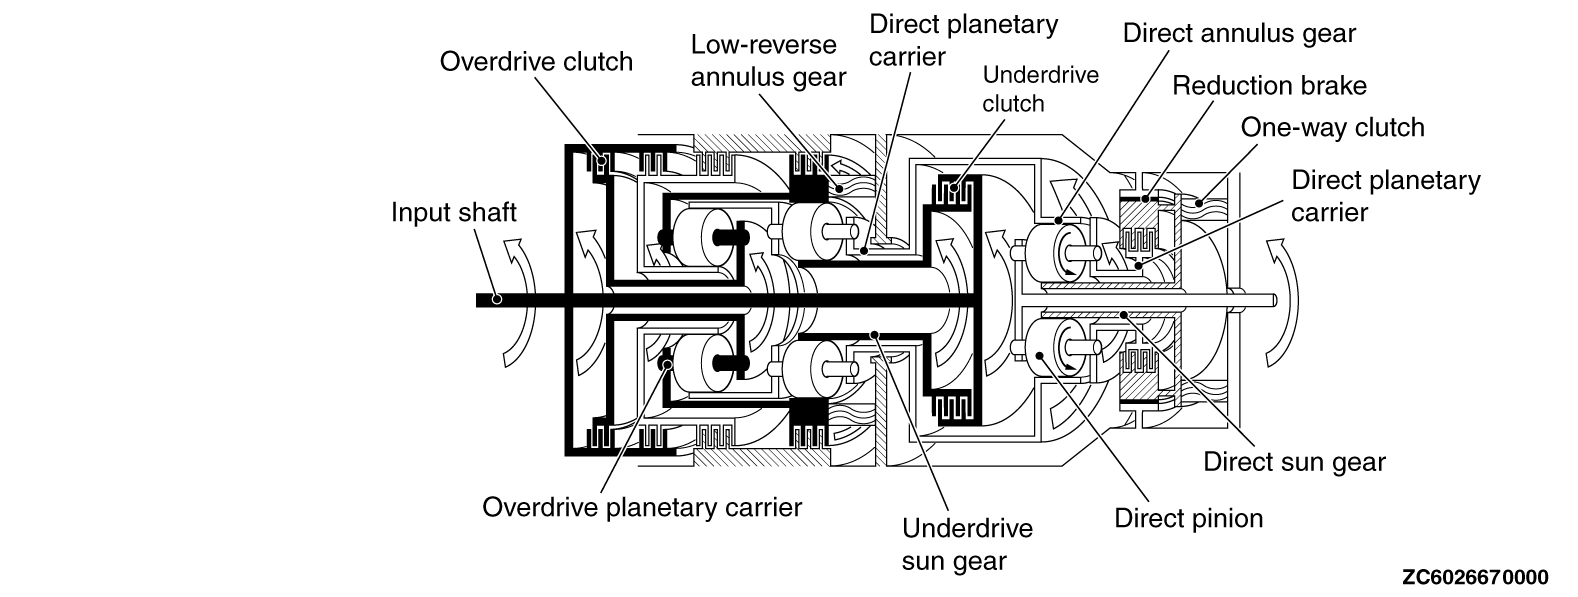 Direct planetary
carrier
Direct annulus gear
Low-reverse
annulus gear
Overdrive clutch
Underdrive
clutch
Reduction brake
One-way clutch
Direct planetary
carrier
Input shaft
Direct sun gear
Overdrive planetary carrier
Direct pinion
Underdrive
sun gear
ZC6026670000